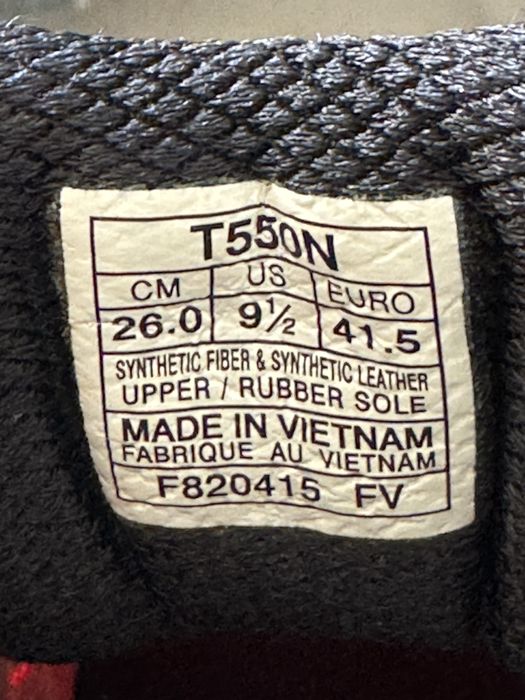 T550N
CM US EURO
26.0 9½ 41.5
SYNTHETIC FIBER & SYNTHETIC LEATHER
UPPER / RUBBER SOLE
MADE IN VIETNAM
FABRIQUE AU VIETNAM
F820415 FV